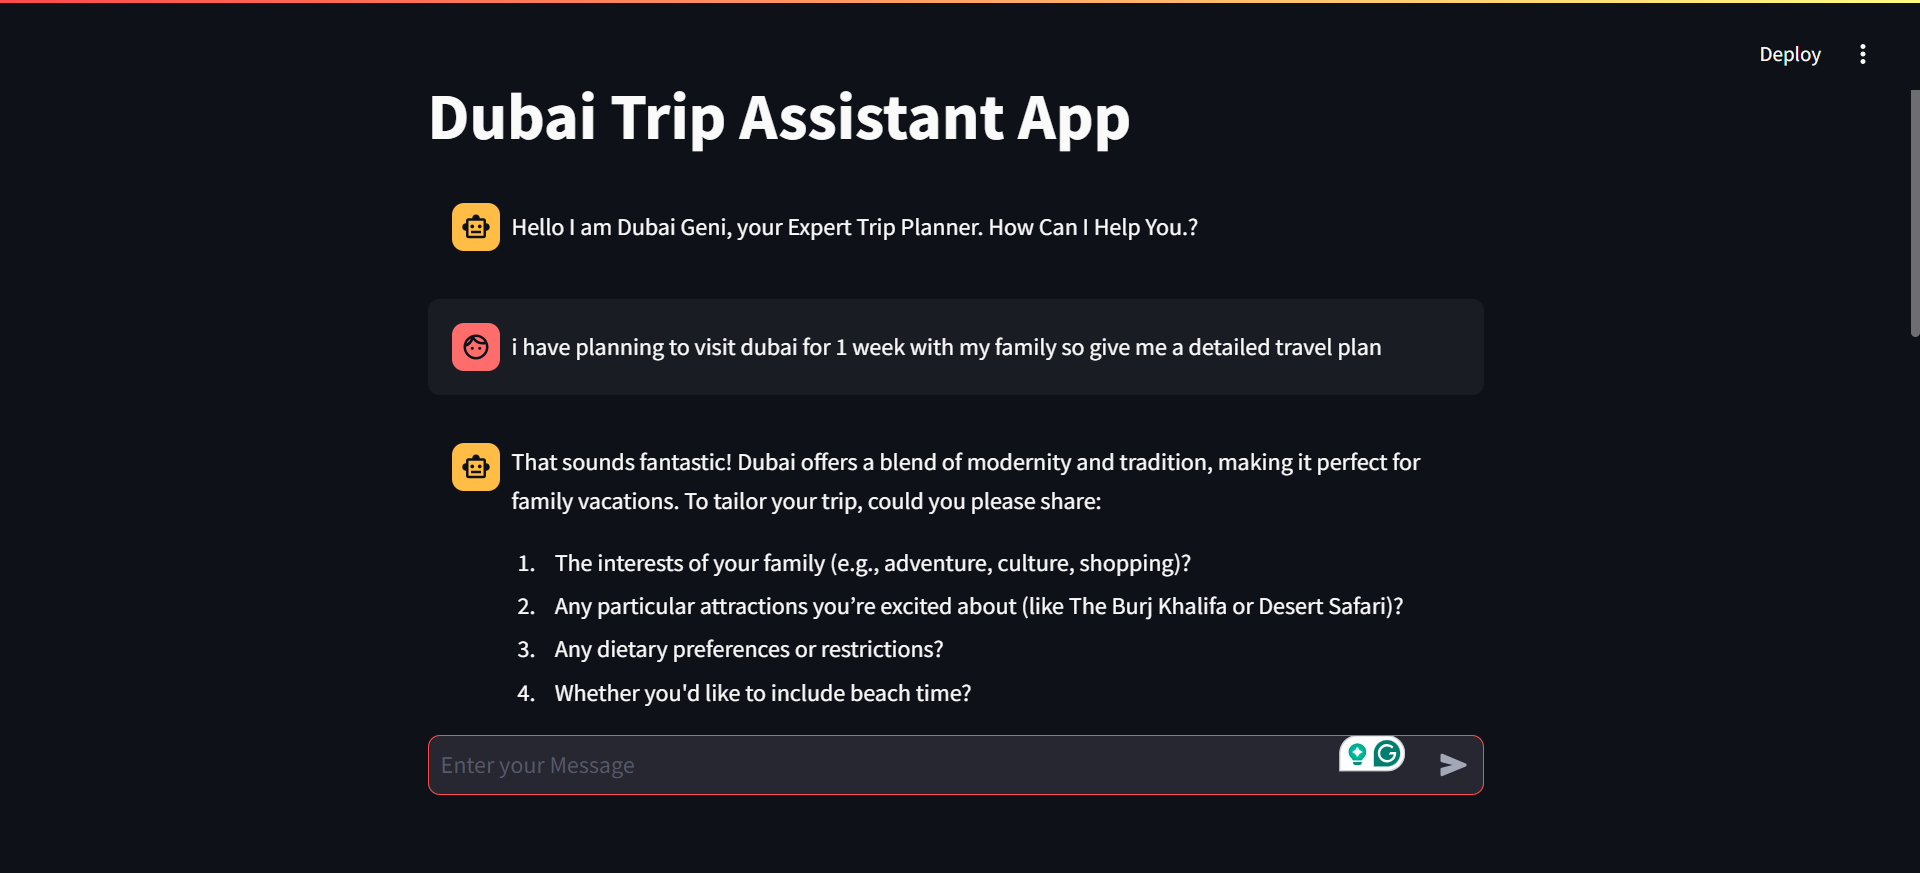 Deploy
Dubai Trip Assistant App
Hello I am Dubai Geni, your Expert Trip Planner. How Can I Help You.?
i have planning to visit dubai for 1 week with my family so give me a detailed travel plan
That sounds fantastic! Dubai offers a blend of modernity and tradition, making it perfect for
family vacations. To tailor your trip, could you please share:
1. The interests of your family (e.g., adventure, culture, shopping)?
2. Any particular attractions you’re excited about (like The Burj Khalifa or Desert Safari)?
3. Any dietary preferences or restrictions?
4. Whether you'd like to include beach time?
Enter your Message